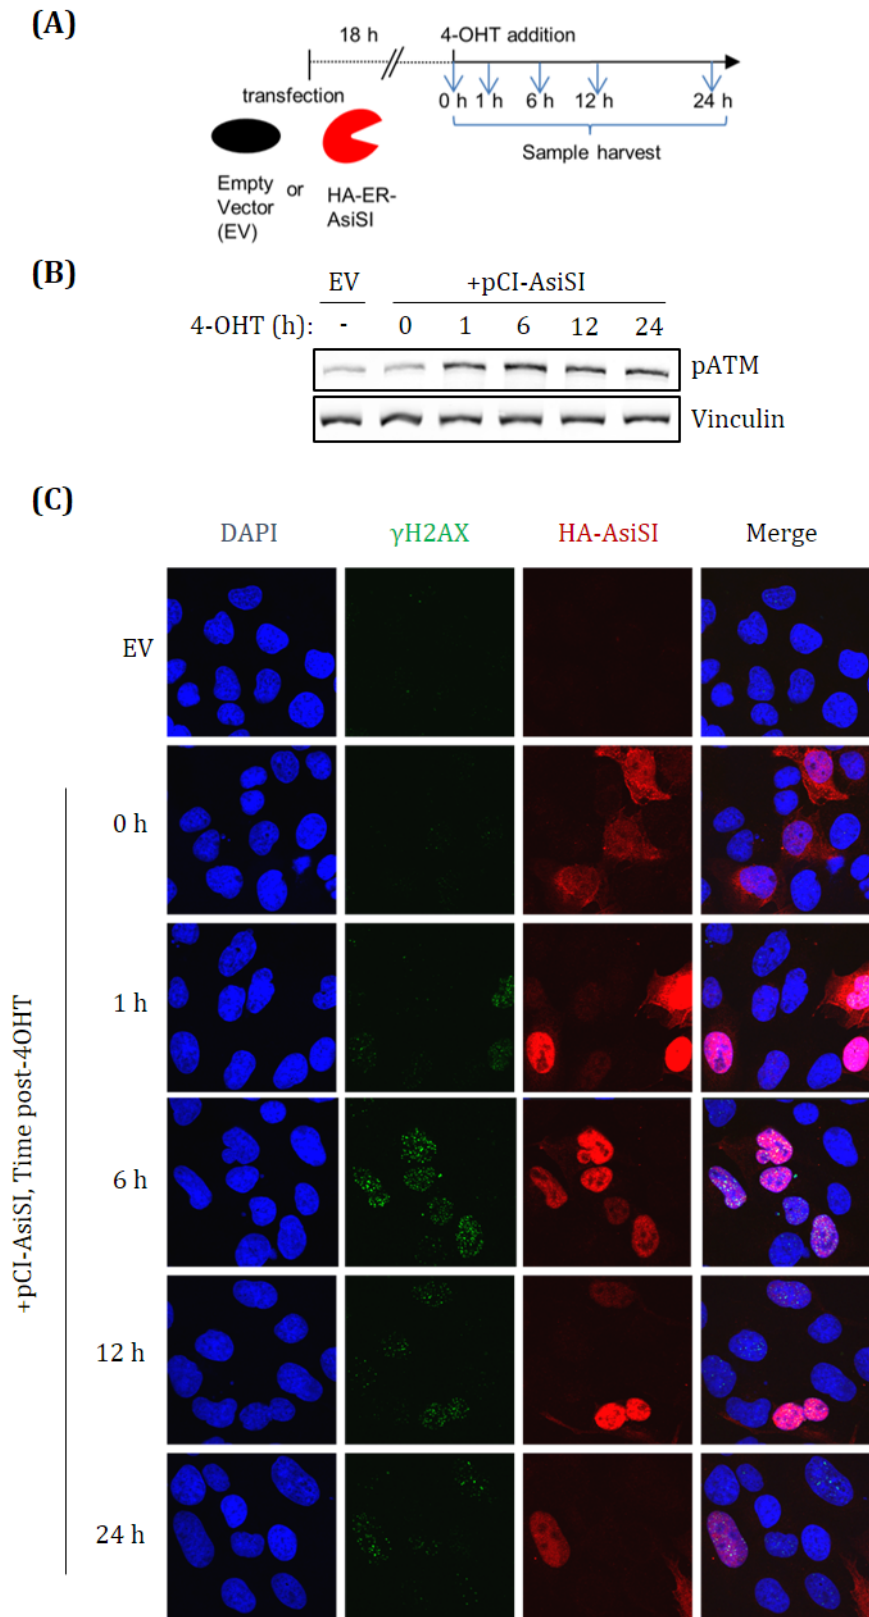 (A)
18 h
4-OHT addition
transfection
0 h 1 h 6 h 12 h 24 h
Sample harvest
Empty
Vector
(EV)
or
HA-ER-
AsiSI
(B)
EV +pCI-AsiSI
4-OHT (h): - 0 1 6 12 24
pATM
Vinculin
(C)
DAPI γH2AX HA-AsiSI Merge
EV
0 h
1 h
6 h
12 h
24 h
+pCI-AsiSI, Time post-4OHT